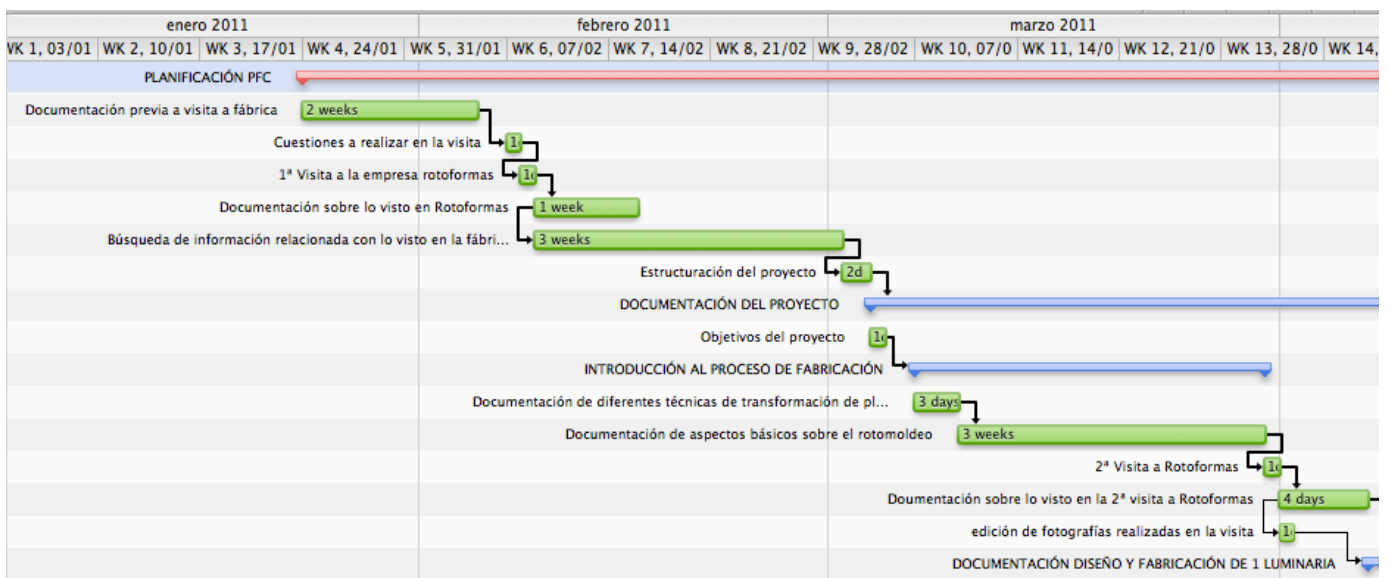 enero 2011 febrero 2011 marzo 2011
WK 1, 03/01 WK 2, 10/01 WK 3, 17/01 WK 4, 24/01 WK 5, 31/01 WK 6, 07/02 WK 7, 14/02 WK 8, 21/02 WK 9, 28/02 WK 10, 07/0 WK 11, 14/0 WK 12, 21/0 WK 13, 28/0 WK 14,
PLANIFICACIÓN PFC
Documentación previa a visita a fábrica 2 weeks
Cuestiones a realizar en la visita 1
1ª Visita a la empresa rotoformas 1d
Documentación sobre lo visto en Rotoformas 1 week
Búsqueda de información relacionada con lo visto en la fábri... 3 weeks
Estructuración del proyecto 2d
DOCUMENTACIÓN DEL PROYECTO
Objetivos del proyecto 1d
INTRODUCCIÓN AL PROCESO DE FABRICACIÓN
Documentación de diferentes técnicas de transformación de pl... 3 days
Documentación de aspectos básicos sobre el rotomoldeo 3 weeks
2ª Visita a Rotoformas 1d
Doumentación sobre lo visto en la 2ª visita a Rotoformas 4 days
edición de fotografías realizadas en la visita 1
DOCUMENTACIÓN DISEÑO Y FABRICACIÓN DE 1 LUMINARIA